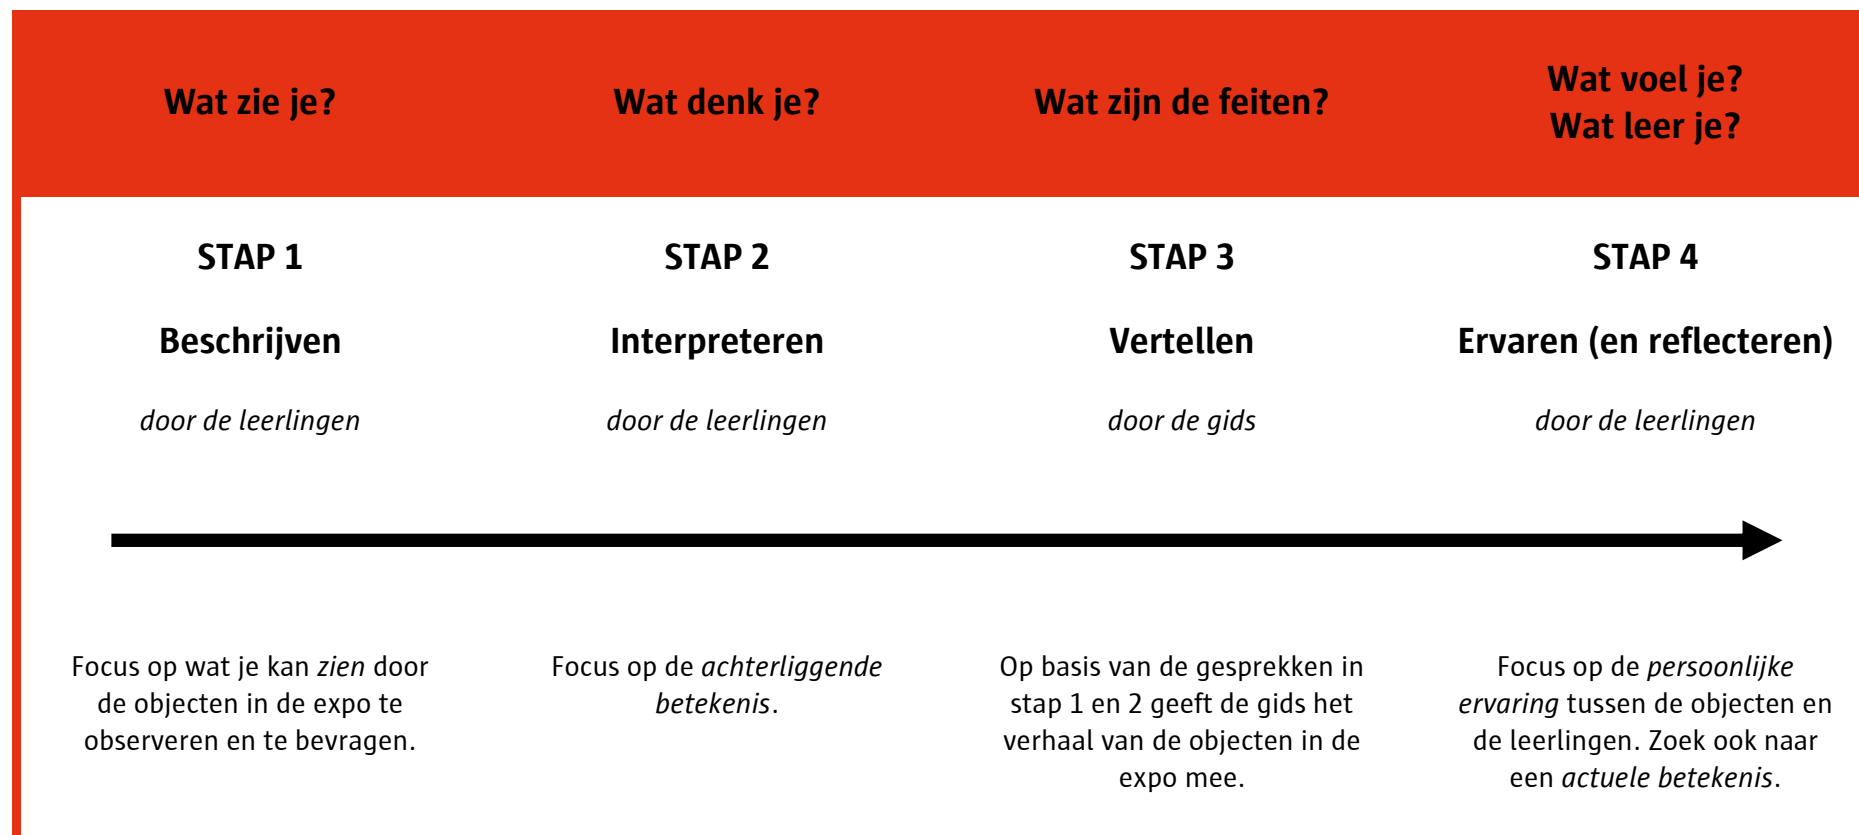 Wat zie je?
Wat denk je?
Wat zijn de feiten?
Wat voel je?
Wat leer je?
STAP 1
STAP 2
STAP 3
STAP 4
Beschrijven
Interpreteren
Vertellen
Ervaren (en reflecteren)
door de leerlingen
door de leerlingen
door de gids
door de leerlingen
Focus op wat je kan zien door
de objecten in de expo te
observeren en te bevragen.
Focus op de achterliggende
betekenis.
Op basis van de gesprekken in
stap 1 en 2 geeft de gids het
verhaal van de objecten in de
expo mee.
Focus op de persoonlijke
ervaring tussen de objecten en
de leerlingen. Zoek ook naar
een actuele betekenis.